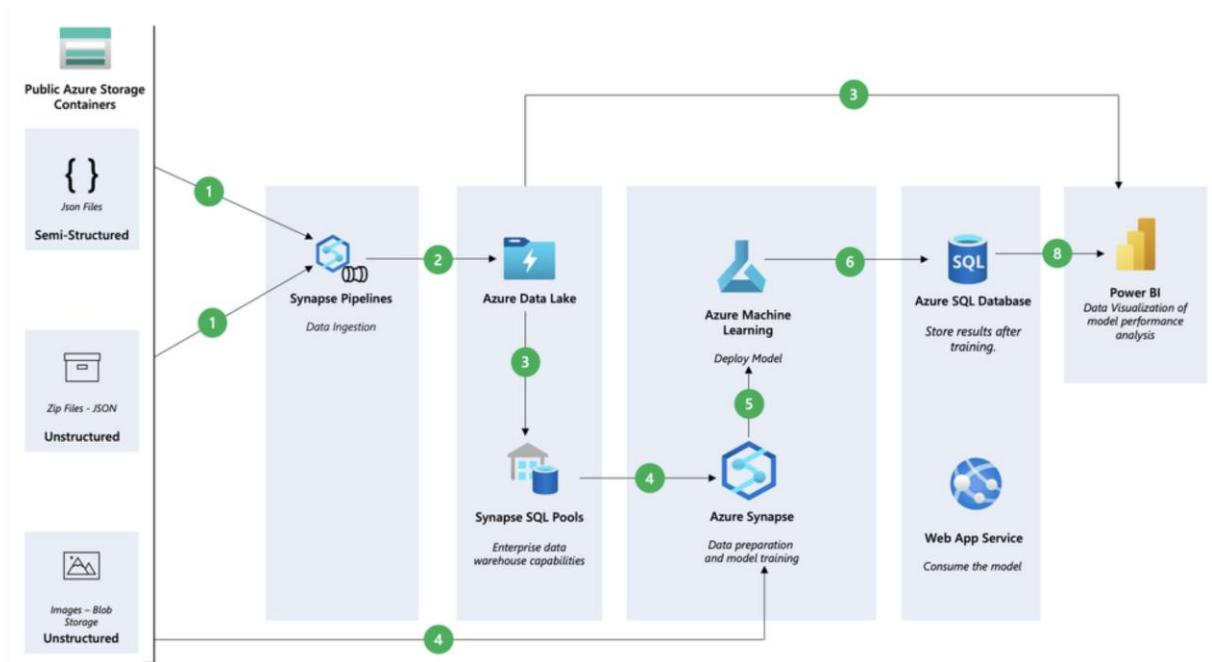 Public Azure Storage
Containers
{ }
Json Files
Semi-Structured
Zip Files - JSON
Unstructured
Images – Blob
Storage
Unstructured
1
1
Synapse Pipelines
Data Ingestion
2
Azure Data Lake
3
Synapse SQL Pools
Enterprise data
warehouse capabilities
3
4
4
Azure Machine
Learning
Deploy Model
5
Azure Synapse
Data preparation
and model training
6
SQL
Azure SQL Database
Store results after
training.
Web App Service
Consume the model
8
Power BI
Data Visualization of
model performance
analysis